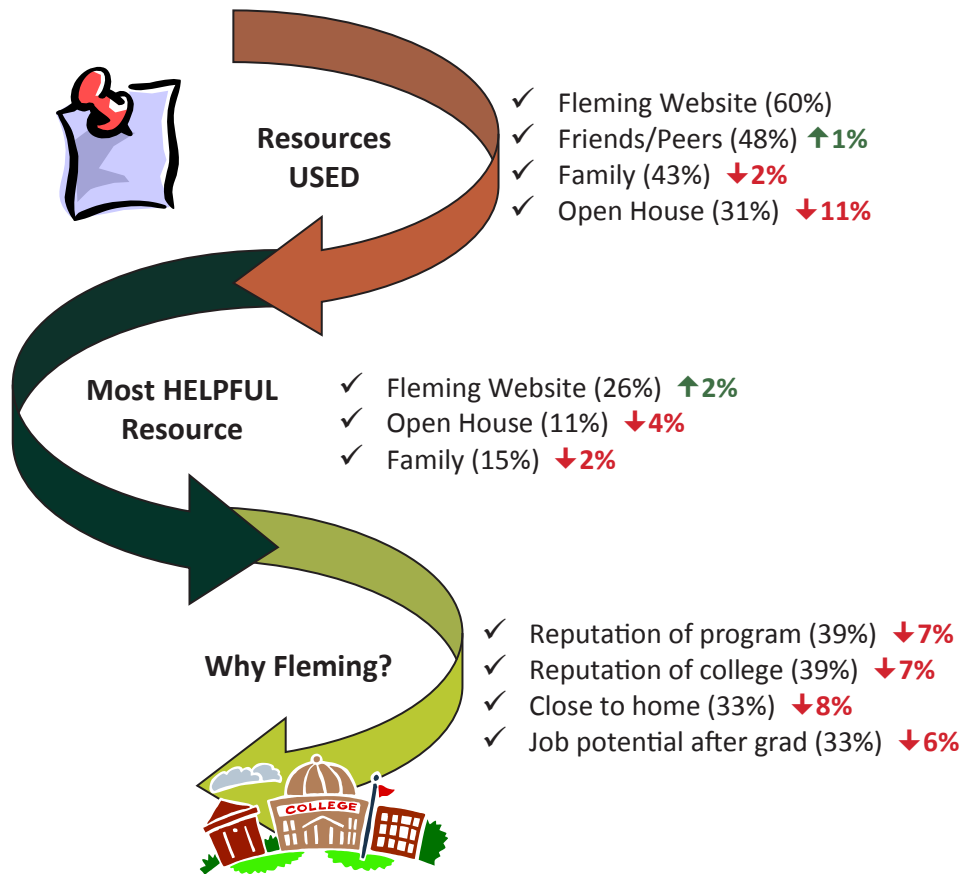 Resources
USED
✓ Fleming Website (60%)
✓ Friends/Peers (48%) ↑1%
✓ Family (43%) ↓2%
✓ Open House (31%) ↓11%
Most HELPFUL
Resource
✓ Fleming Website (26%) ↑2%
✓ Open House (11%) ↓4%
✓ Family (15%) ↓2%
Why Fleming?
✓ Reputation of program (39%) ↓7%
✓ Reputation of college (39%) ↓7%
✓ Close to home (33%) ↓8%
✓ Job potential after grad (33%) ↓6%
COLLEGE